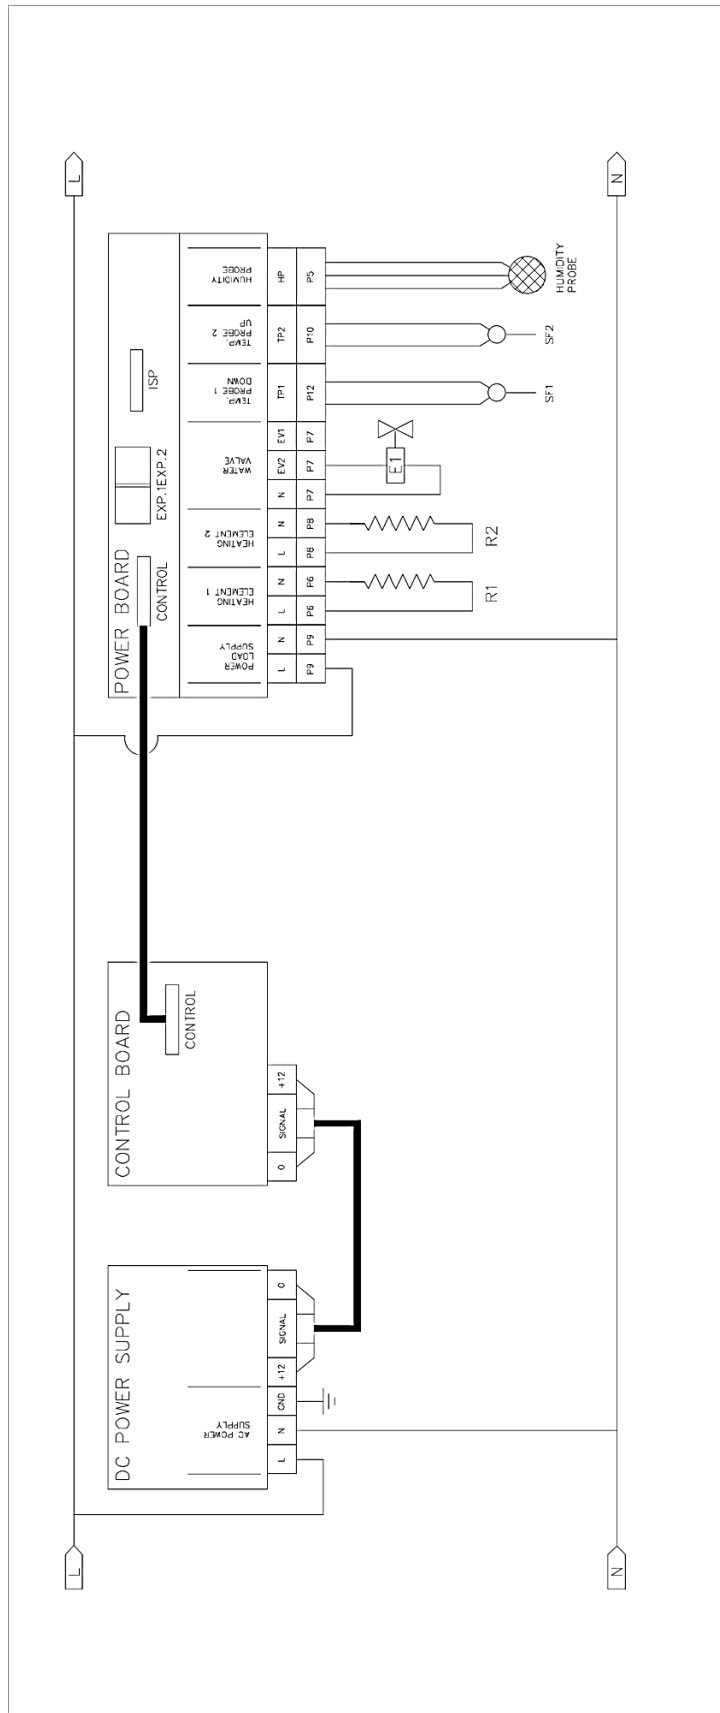 L
L
DC POWER SUPPLY
AC POWER
SUPPLY
L
N
GND
+12
SIGNAL
0
CONTROL BOARD
CONTROL
0
SIGNAL
+12
POWER BOARD
CONTROL
EXP.1
EXP.2
ISP
POWER
LOAD
SUPPLY
HEATING
ELEMENT 1
HEATING
ELEMENT 2
WATER
VALVE
TEMP.
PROBE 1
DOWN
TEMP.
PROBE 2
UP
HUMIDITY
PROBE
L
N
L
N
L
N
N
EV2
EV1
TP1
TP2
HP
P9
P9
P6
P6
P8
P8
P7
P7
P7
P12
P10
P5
E1
R1
R2
SF1
SF2
HUMIDITY
PROBE
N
N